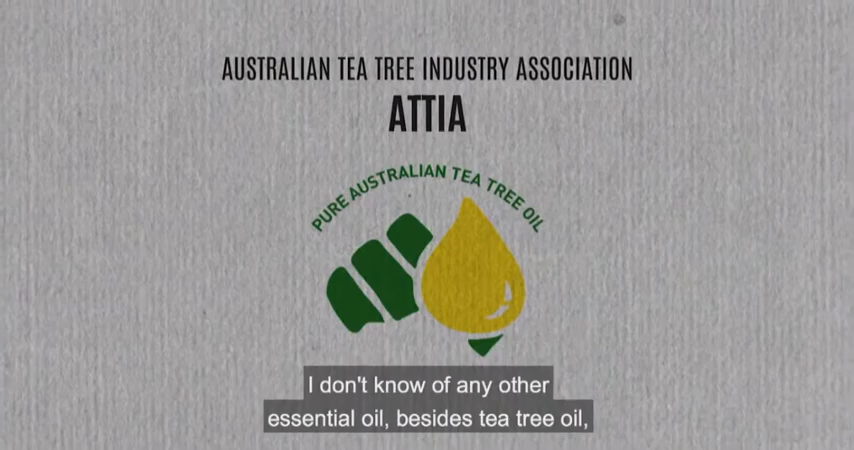 AUSTRALIAN TEA TREE INDUSTRY ASSOCIATION
ATTIA
PURE AUSTRALIAN TEA TREE OIL
I don't know of any other
essential oil, besides tea tree oil,